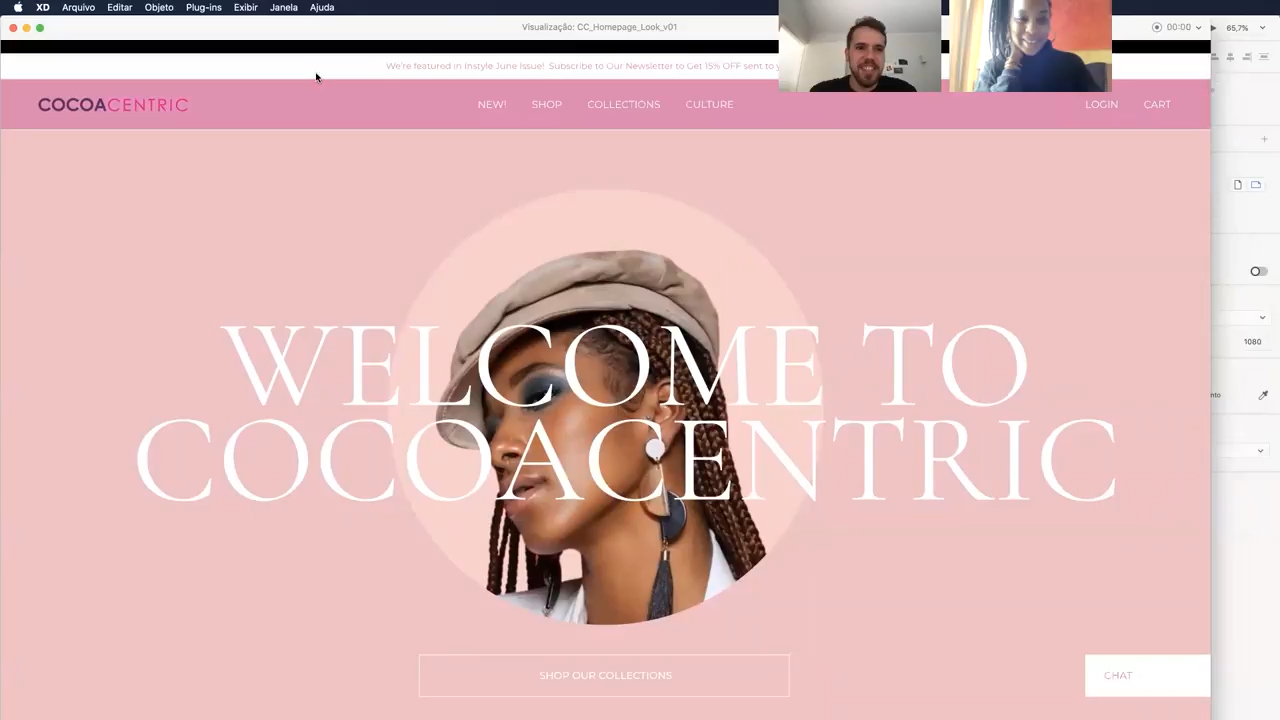 XD Arquivo Editar Objeto Plug-ins Exibir Janela Ajuda
Visualização: CC_Homepage_Look_v01
00:00
65,7%
We're featured in Instyle June Issue! Subscribe to Our Newsletter to Get 15% OFF sent to
COCOACENTRIC
NEW! SHOP COLLECTIONS CULTURE
LOGIN CART
WELCOME TO
COCOACENTRIC
1080
nto
SHOP OUR COLLECTIONS
CHAT